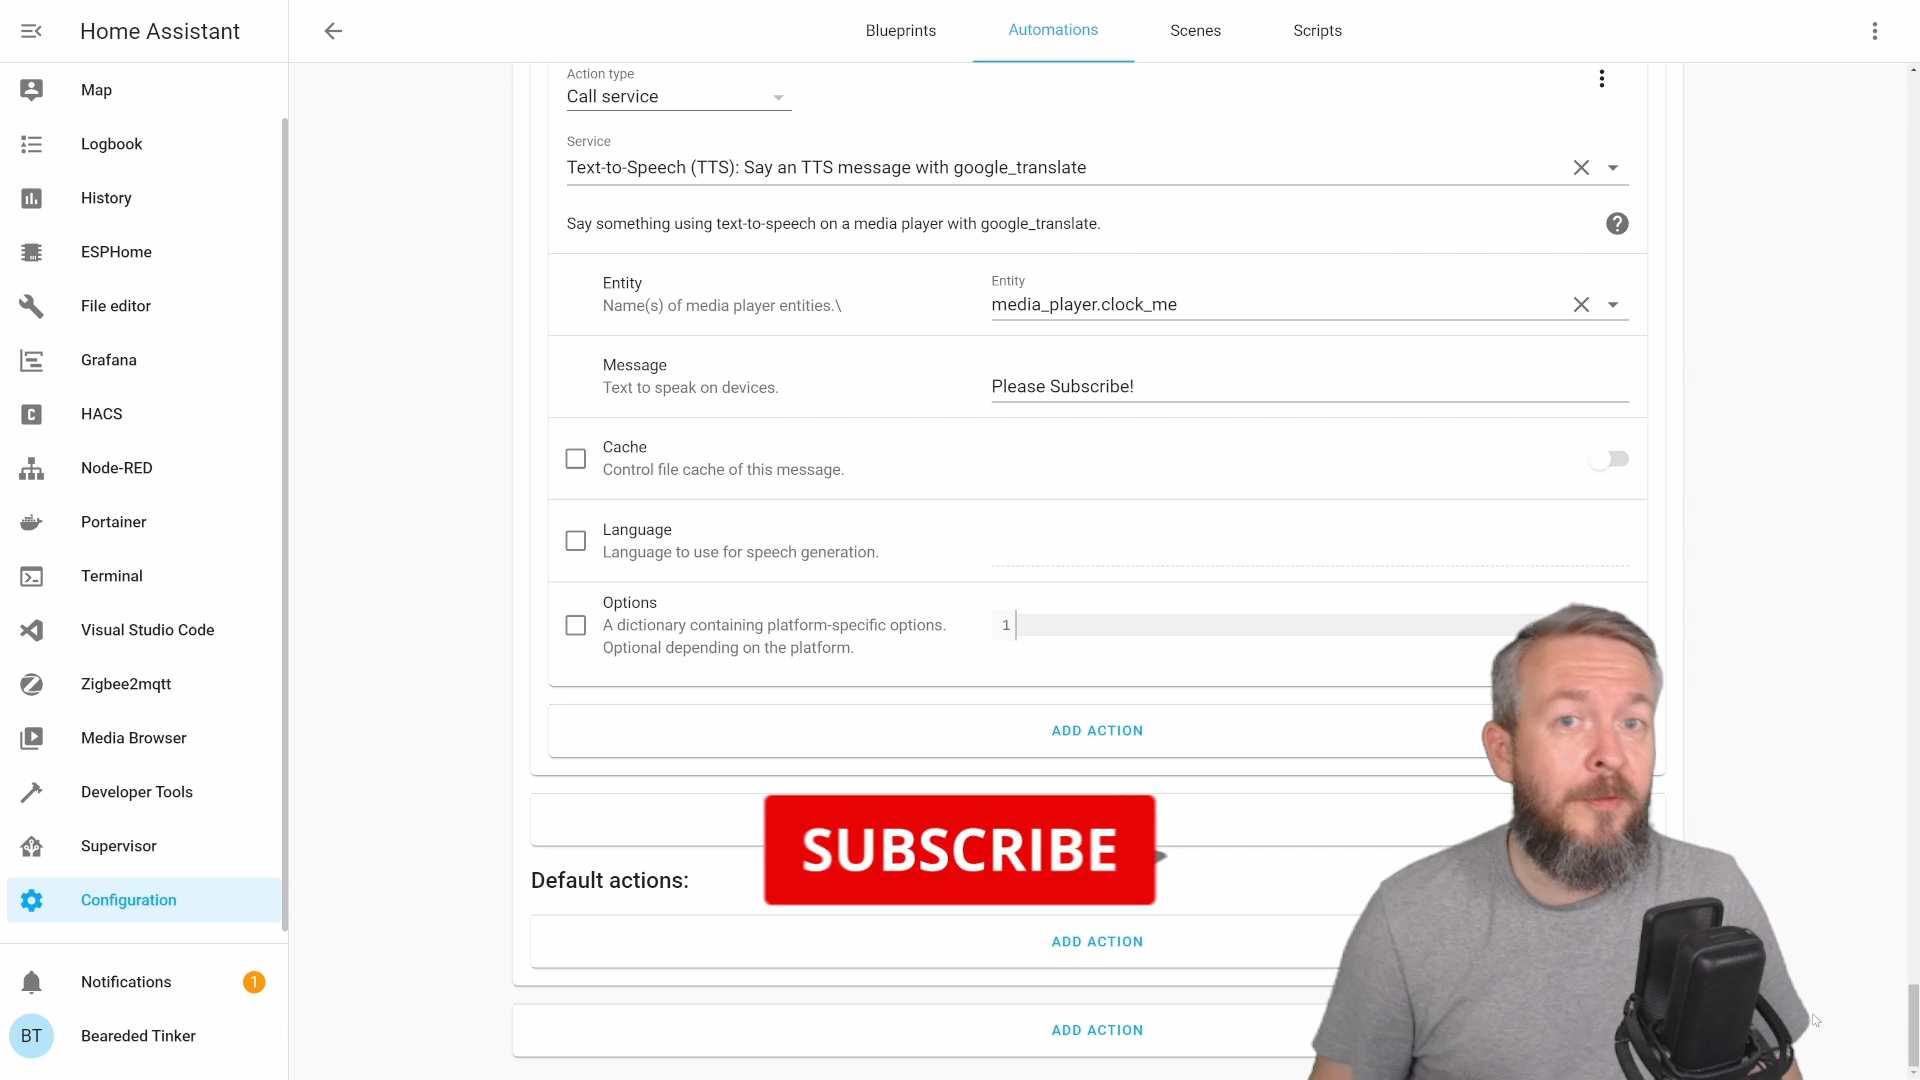 Home Assistant
Blueprints
Automations
Scenes
Scripts
Map
Logbook
History
ESPHome
File editor
Grafana
HACS
Node-RED
Portainer
Terminal
Visual Studio Code
Zigbee2mqtt
Media Browser
Developer Tools
Supervisor
Configuration
Notifications
1
BT
Beareded Tinker
Action type
Call service
Service
Text-to-Speech (TTS): Say an TTS message with google_translate
Say something using text-to-speech on a media player with google_translate.
?
Entity
Name(s) of media player entities.\
Entity
media_player.clock_me
Message
Text to speak on devices.
Please Subscribe!
Cache
Control file cache of this message.
Language
Language to use for speech generation.
Options
A dictionary containing platform-specific options.
Optional depending on the platform.
1
ADD ACTION
SUBSCRIBE
Default actions:
ADD ACTION
ADD ACTION